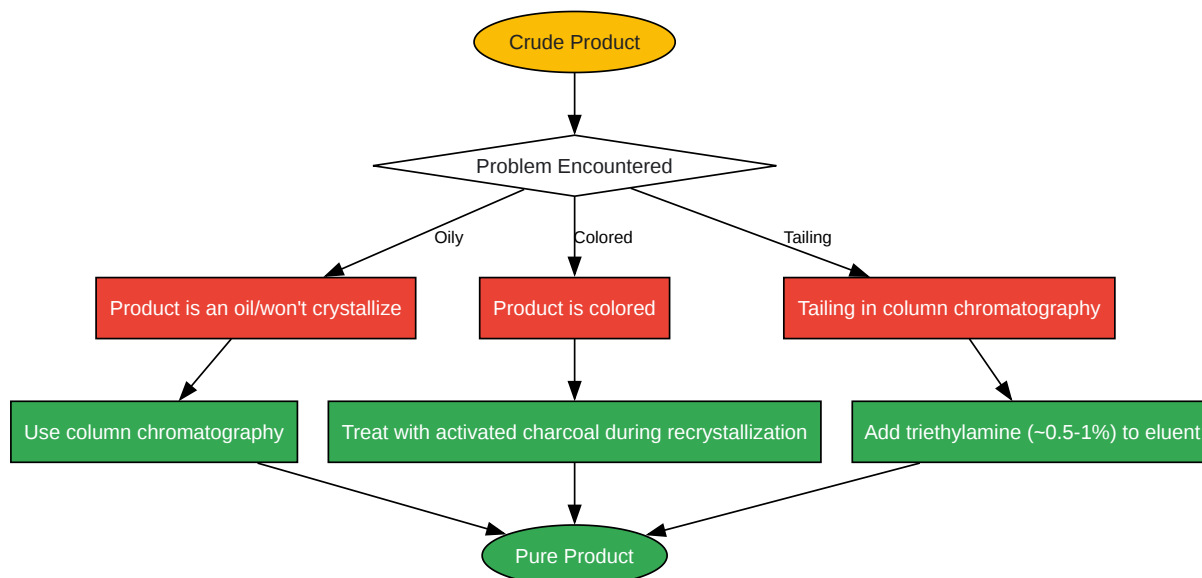 Crude Product
Problem Encountered
Oily
Colored
Tailing
Product is an oil/won't crystallize
Product is colored
Tailing in column chromatography
Use column chromatography
Treat with activated charcoal during recrystallization
Add triethylamine (~0.5-1%) to eluent
Pure Product